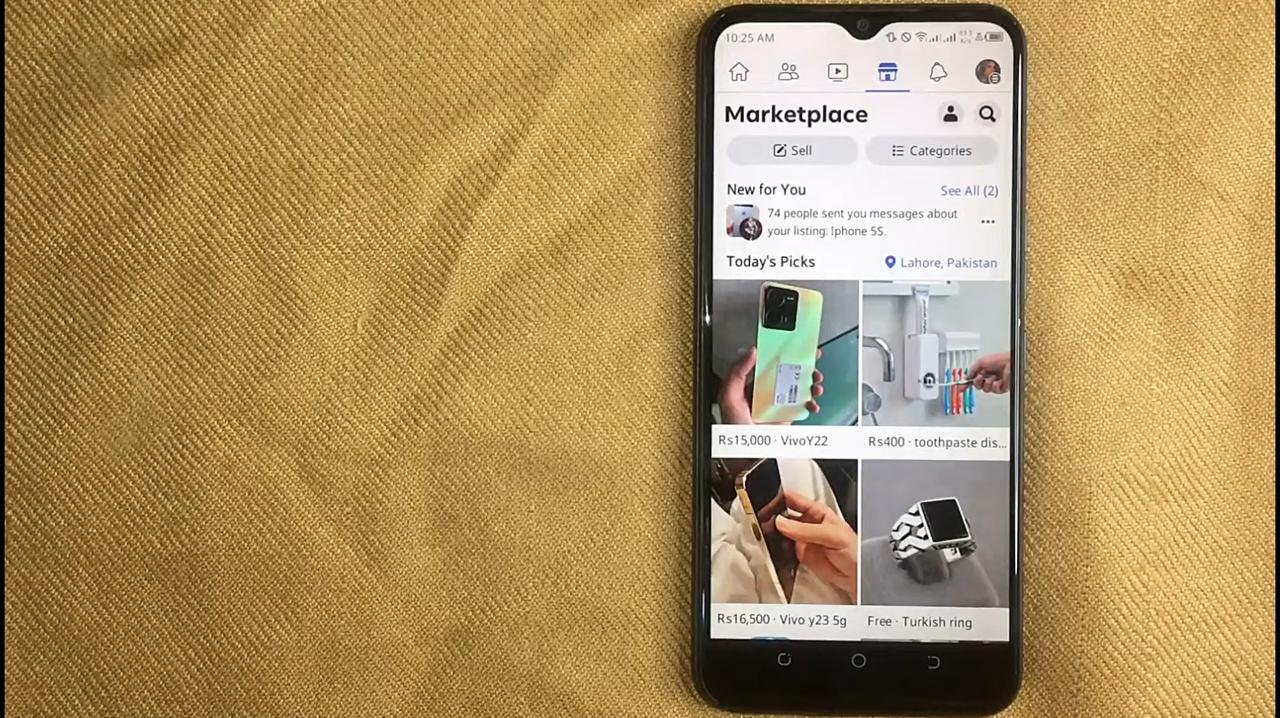 10:25 AM
Marketplace
Sell
Categories
New for You
See All (2)
74 people sent you messages about
your listing: Iphone 5S.
Today's Picks
Lahore, Pakistan
Rs15,000 · VivoY22
Rs400 · toothpaste dis...
Rs16,500 · Vivo y23 5g
Free · Turkish ring